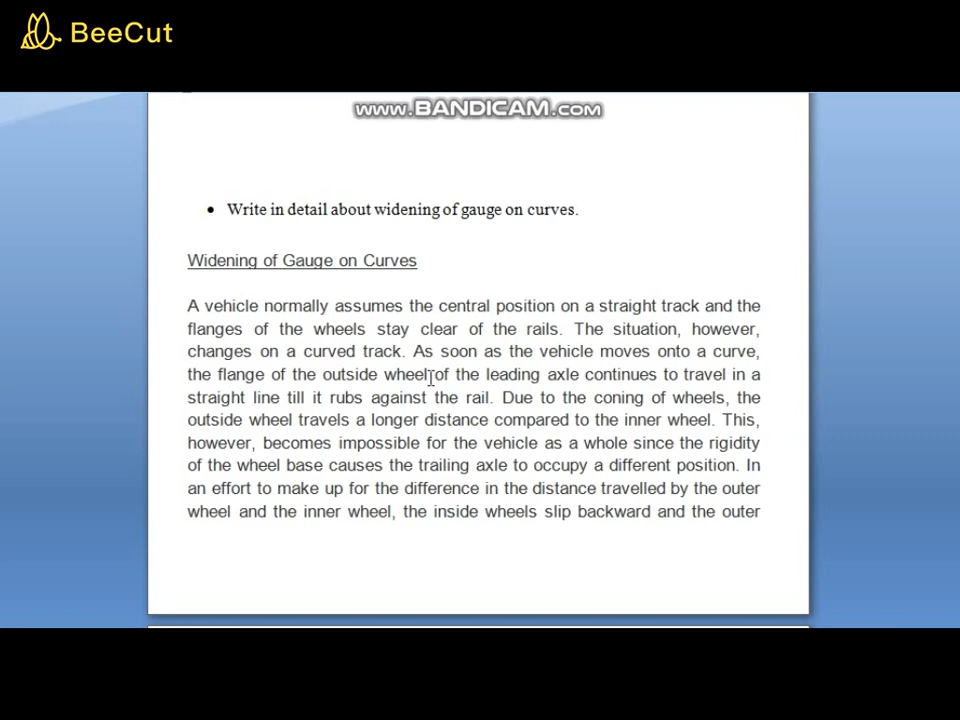 BeeCut
www.BANDICAM.com
• Write in detail about widening of gauge on curves.
Widening of Gauge on Curves
A vehicle normally assumes the central position on a straight track and the
flanges of the wheels stay clear of the rails. The situation, however,
changes on a curved track. As soon as the vehicle moves onto a curve,
the flange of the outside wheel of the leading axle continues to travel in a
straight line till it rubs against the rail. Due to the coning of wheels, the
outside wheel travels a longer distance compared to the inner wheel. This,
however, becomes impossible for the vehicle as a whole since the rigidity
of the wheel base causes the trailing axle to occupy a different position. In
an effort to make up for the difference in the distance travelled by the outer
wheel and the inner wheel, the inside wheels slip backward and the outer